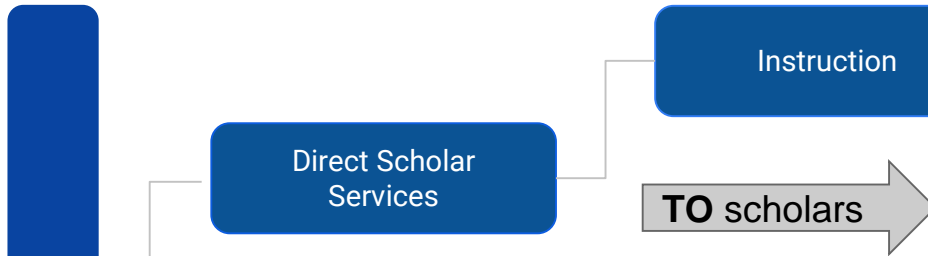 Instruction
Direct Scholar
Services
TO scholars